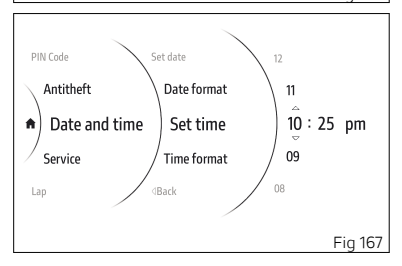 PIN Code
Antitheft
Date and time
Service
Lap
Set date
Date format
Set time
Time format
Back
12
11
10 : 25 pm
09
08
Fig 167